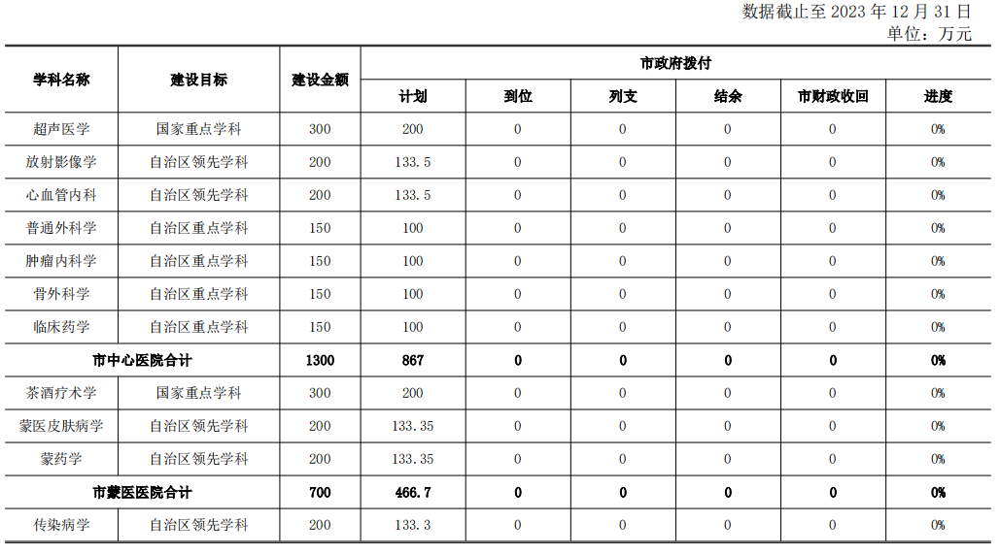 数据截止至 2023 年 12 月 31 日
单位：万元
学科名称 建设目标 建设金额 市政府拨付
计划 到位 列支 结余 市财政收回 进度
超声医学 国家重点学科 300 200 0 0 0 0 0%
放射影像学 自治区领先学科 200 133.5 0 0 0 0 0%
心血管内科 自治区领先学科 200 133.5 0 0 0 0 0%
普通外科学 自治区重点学科 150 100 0 0 0 0 0%
肿瘤内科学 自治区重点学科 150 100 0 0 0 0 0%
骨外科学 自治区重点学科 150 100 0 0 0 0 0%
临床药学 自治区重点学科 150 100 0 0 0 0 0%
市中心医院合计 1300 867 0 0 0 0 0%
茶酒疗术学 国家重点学科 300 200 0 0 0 0 0%
蒙医皮肤病学 自治区领先学科 200 133.35 0 0 0 0 0%
蒙药学 自治区领先学科 200 133.35 0 0 0 0 0%
市蒙医医院合计 700 466.7 0 0 0 0 0%
传染病学 自治区领先学科 200 133.3 0 0 0 0 0%